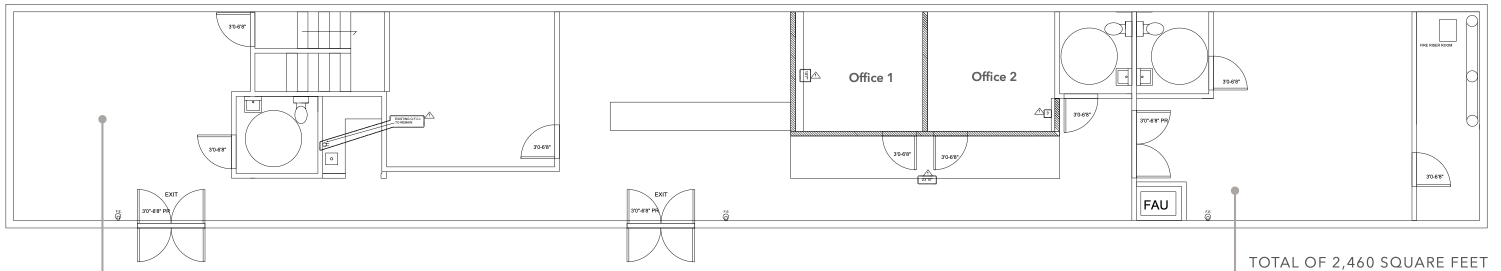 3'0-6'8"
FIRE RISER ROOM
Office 1
Office 2
3'0-6'8"
EXISTING
TO REMAIN
3'0-6'8"
3'0-6'8"
3'0"-6'8" PR
3'0-6'8"
3'0-6'8"
3'0-6'8"
3'0-6'8"
EXIT
3'0"-6'8" PR
EXIT
3'0"-6'8" PR
FAU
TOTAL OF 2,460 SQUARE FEET